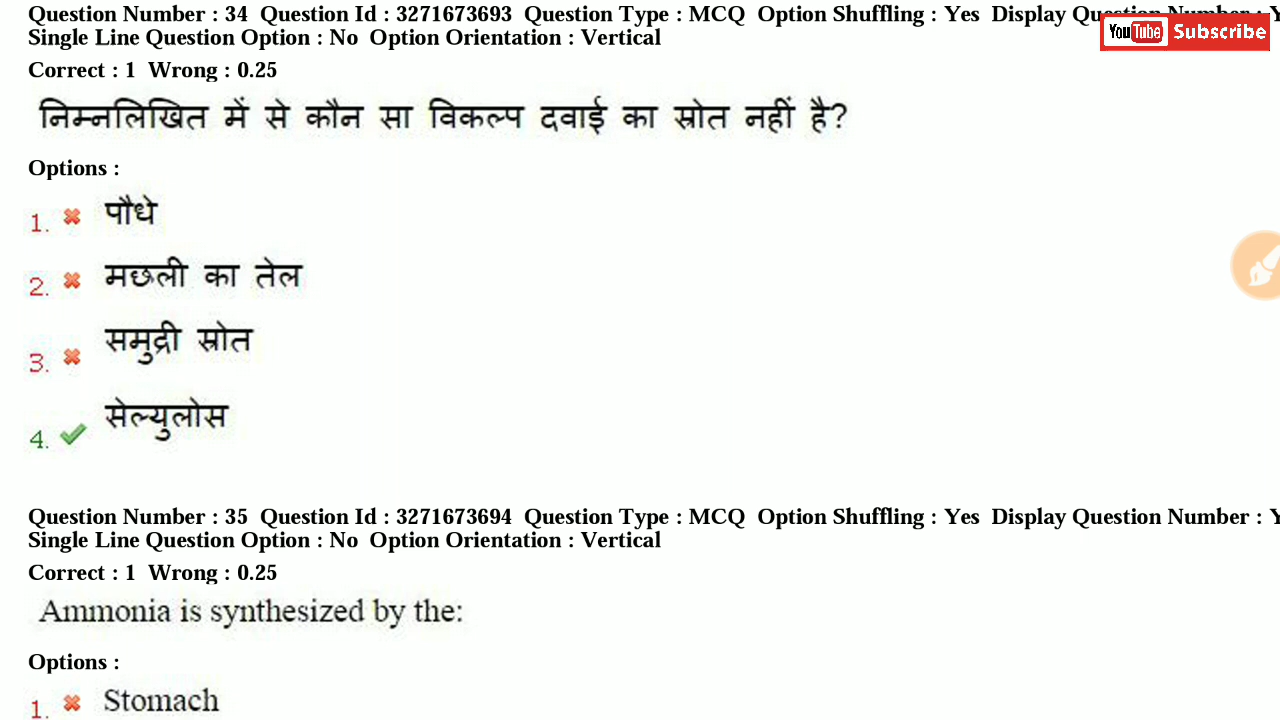 Question Number : 34 Question Id : 3271673693 Question Type : MCQ Option Shuffling : Yes Display Question Number : Y
YouTube Subscribe
Single Line Question Option : No Option Orientation : Vertical
Correct : 1 Wrong : 0.25
निम्नलिखित में से कौन सा विकल्प दवाई का स्रोत नहीं है?
Options :
1. पौधे
2. मछली का तेल
3. समुद्री स्रोत
4. सेल्युलोस
Question Number : 35 Question Id : 3271673694 Question Type : MCQ Option Shuffling : Yes Display Question Number : Y
Single Line Question Option : No Option Orientation : Vertical
Correct : 1 Wrong : 0.25
Ammonia is synthesized by the:
Options :
1. Stomach